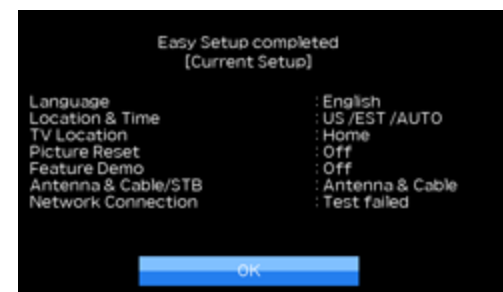 Easy Setup completed
[Current Setup]
Language : English
Location & Time : US /EST /AUTO
TV Location : Home
Picture Reset : Off
Feature Demo : Off
Antenna & Cable/STB : Antenna & Cable
Network Connection : Test failed
OK